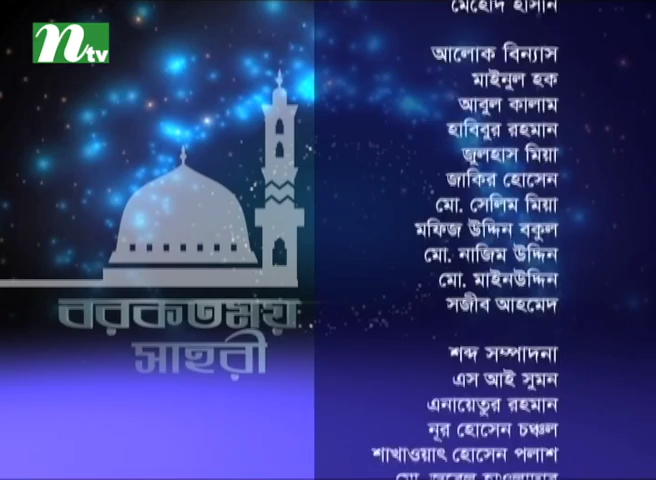 ntv
মেহেদি হাসান
আলোক বিন্যাস
মাইনুল হক
আবুল কালাম
হাবিবুর রহমান
জুলহাস মিয়া
জাকির হোসেন
মো. সেলিম মিয়া
মফিজ উদ্দিন বকুল
মো. নাজিম উদ্দিন
মো. মাইনউদ্দিন
সজীব আহমেদ
বরকতময়
সাহরী
শব্দ সম্পাদনা
এস আই সুমন
এনায়েতুর রহমান
নূর হোসেন চঞ্চল
শাখাওয়াৎ হোসেন পলাশ
মো.